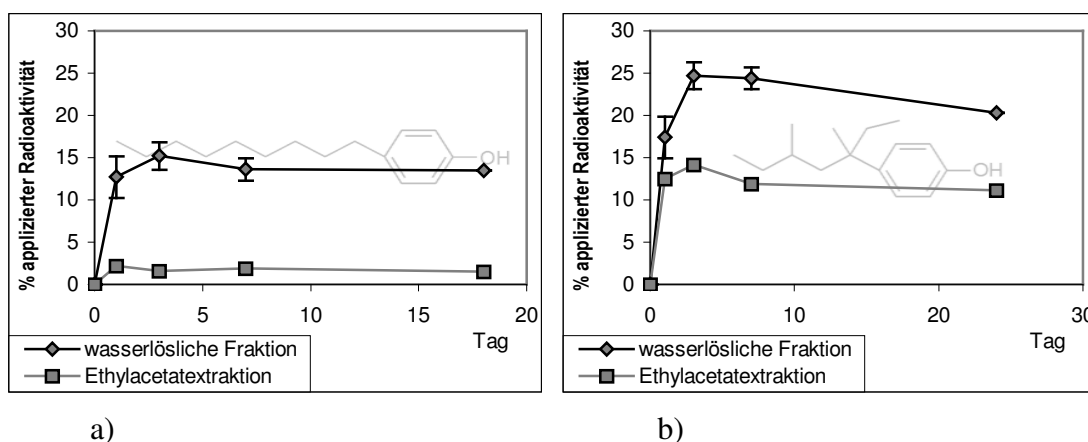 % applizierter Radioaktivität
30
25
20
15
10
5
0
0
5
10
15
20
Tag
OH
wasserlösliche Fraktion
Ethylacetatextraktion
a)
% applizierter Radioaktivität
30
25
20
15
10
5
0
0
10
20
30
Tag
OH
wasserlösliche Fraktion
Ethylacetatextraktion
b)